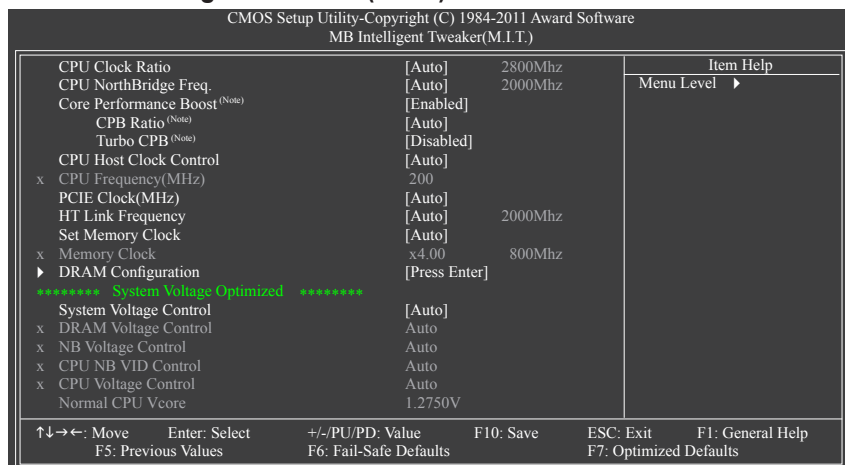 CMOS Setup Utility-Copyright (C) 1984-2011 Award Software
MB Intelligent Tweaker(M.I.T.)
CPU Clock Ratio [Auto] 2800Mhz
CPU NorthBridge Freq. [Auto] 2000Mhz
Core Performance Boost (Note) [Enabled]
CPB Ratio (Note) [Auto]
Turbo CPB (Note) [Disabled]
CPU Host Clock Control [Auto]
x CPU Frequency(MHz) 200
PCIE Clock(MHz) [Auto]
HT Link Frequency [Auto] 2000Mhz
Set Memory Clock [Auto]
x Memory Clock x4.00 800Mhz
DRAM Configuration [Press Enter]
******** System Voltage Optimized ********
System Voltage Control [Auto]
x DRAM Voltage Control Auto
x NB Voltage Control Auto
x CPU NB VID Control Auto
x CPU Voltage Control Auto
Normal CPU Vcore 1.2750V
Item Help
Menu Level
↑↓→←: Move Enter: Select +/-/PU/PD: Value F10: Save ESC: Exit F1: General Help
F5: Previous Values F6: Fail-Safe Defaults F7: Optimized Defaults